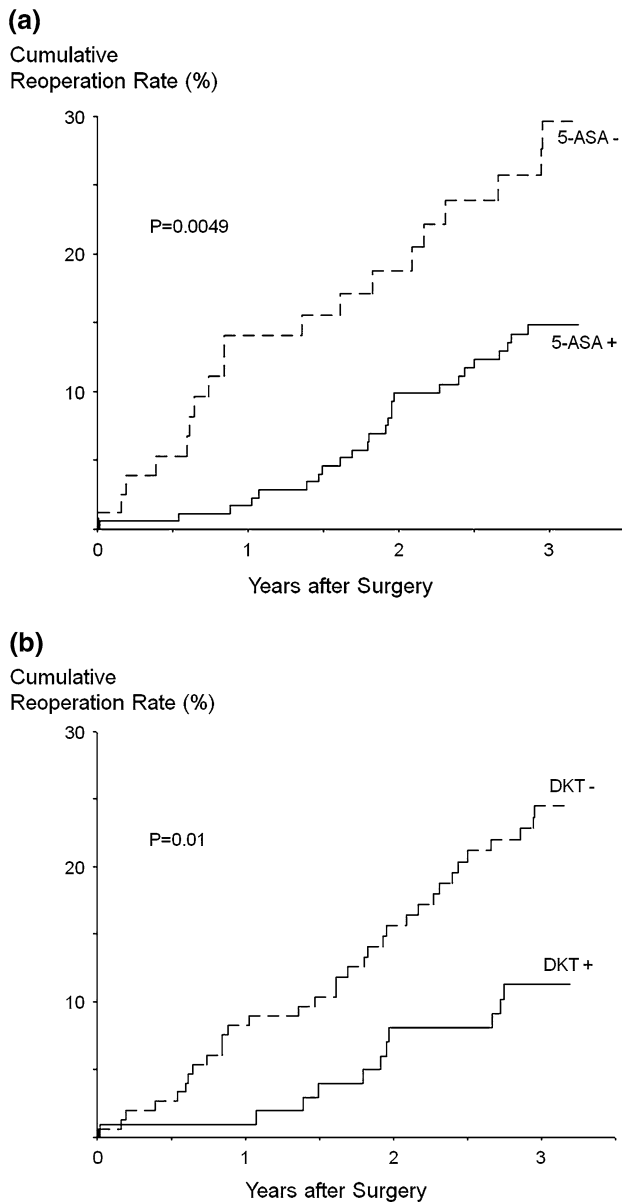 (a)
Cumulative
Reoperation Rate (%)
30
5-ASA -
P=0.0049
20
5-ASA +
10
0 1 2 3
Years after Surgery
(b)
Cumulative
Reoperation Rate (%)
30
DKT -
P=0.01
20
DKT +
10
0 1 2 3
Years after Surgery